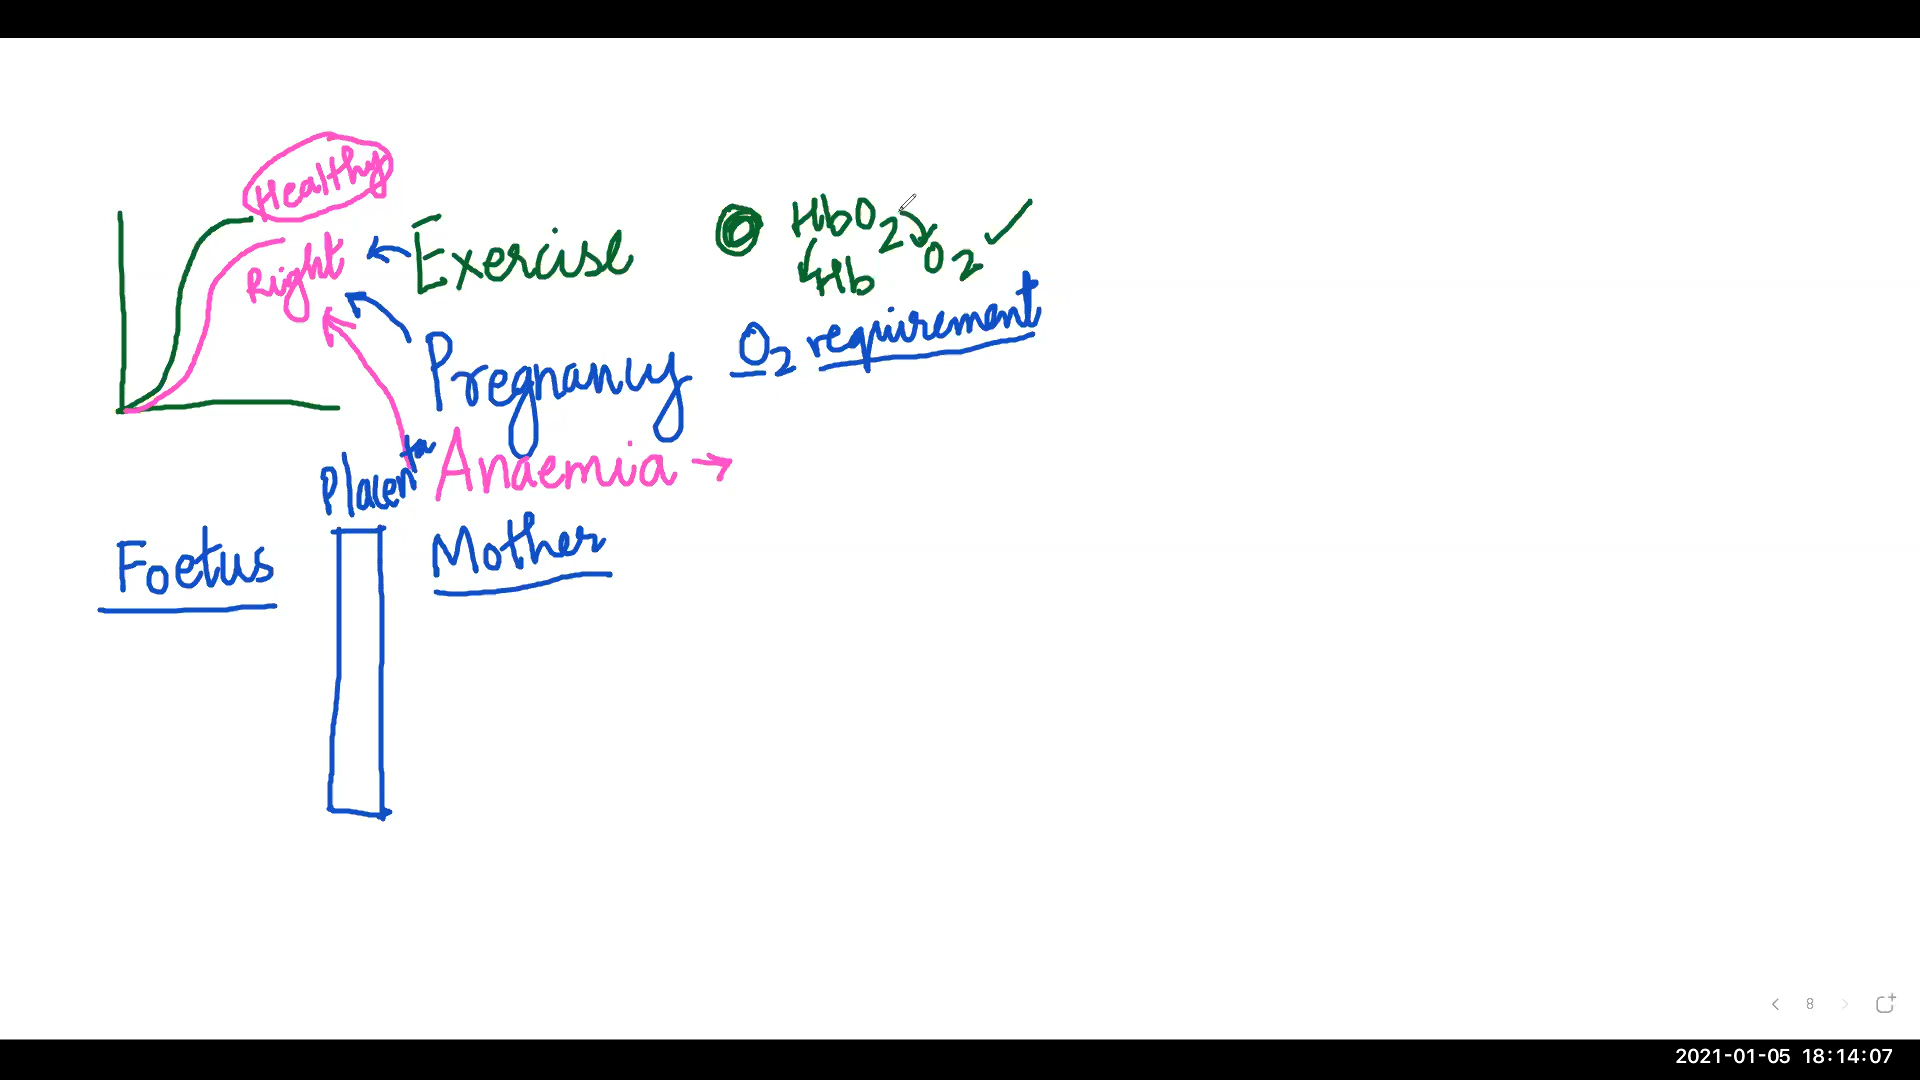 Healthy
Right
Exercise
HbO2
O2
Hb
O2 requirement
Pregnancy
Anaemia →
Placenta
Foetus
Mother
8
2021-01-05 18:14:07